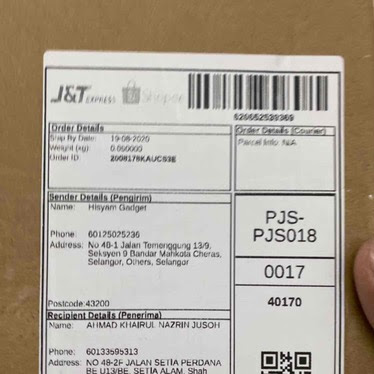 J&T EXPRESS Shopee
620652539369
Order Details
Ship By Date: 19-08-2020
Weight (kg): 0.050000
Order ID: 2008178KAUCS3E
Order Details (Courier)
Parcel Info: N/A
Sender Details (Pengirim)
Name: Hisyam Gadget
Phone: 60125025236
Address: No 48-1 Jalan Temenggung 13/9,
Seksyen 9 Bandar Mahkota Cheras,
Selangor, Others, Selangor
Postcode: 43200
PJS-
PJS018
0017
40170
Recipient Details (Penerima)
Name: AHMAD KHAIRUL NAZRIN JUSOH
Phone: 60133595313
Address: NO 48-2F JALAN SETIA PERDANA
BE U13/BE, SETIA ALAM, Shah